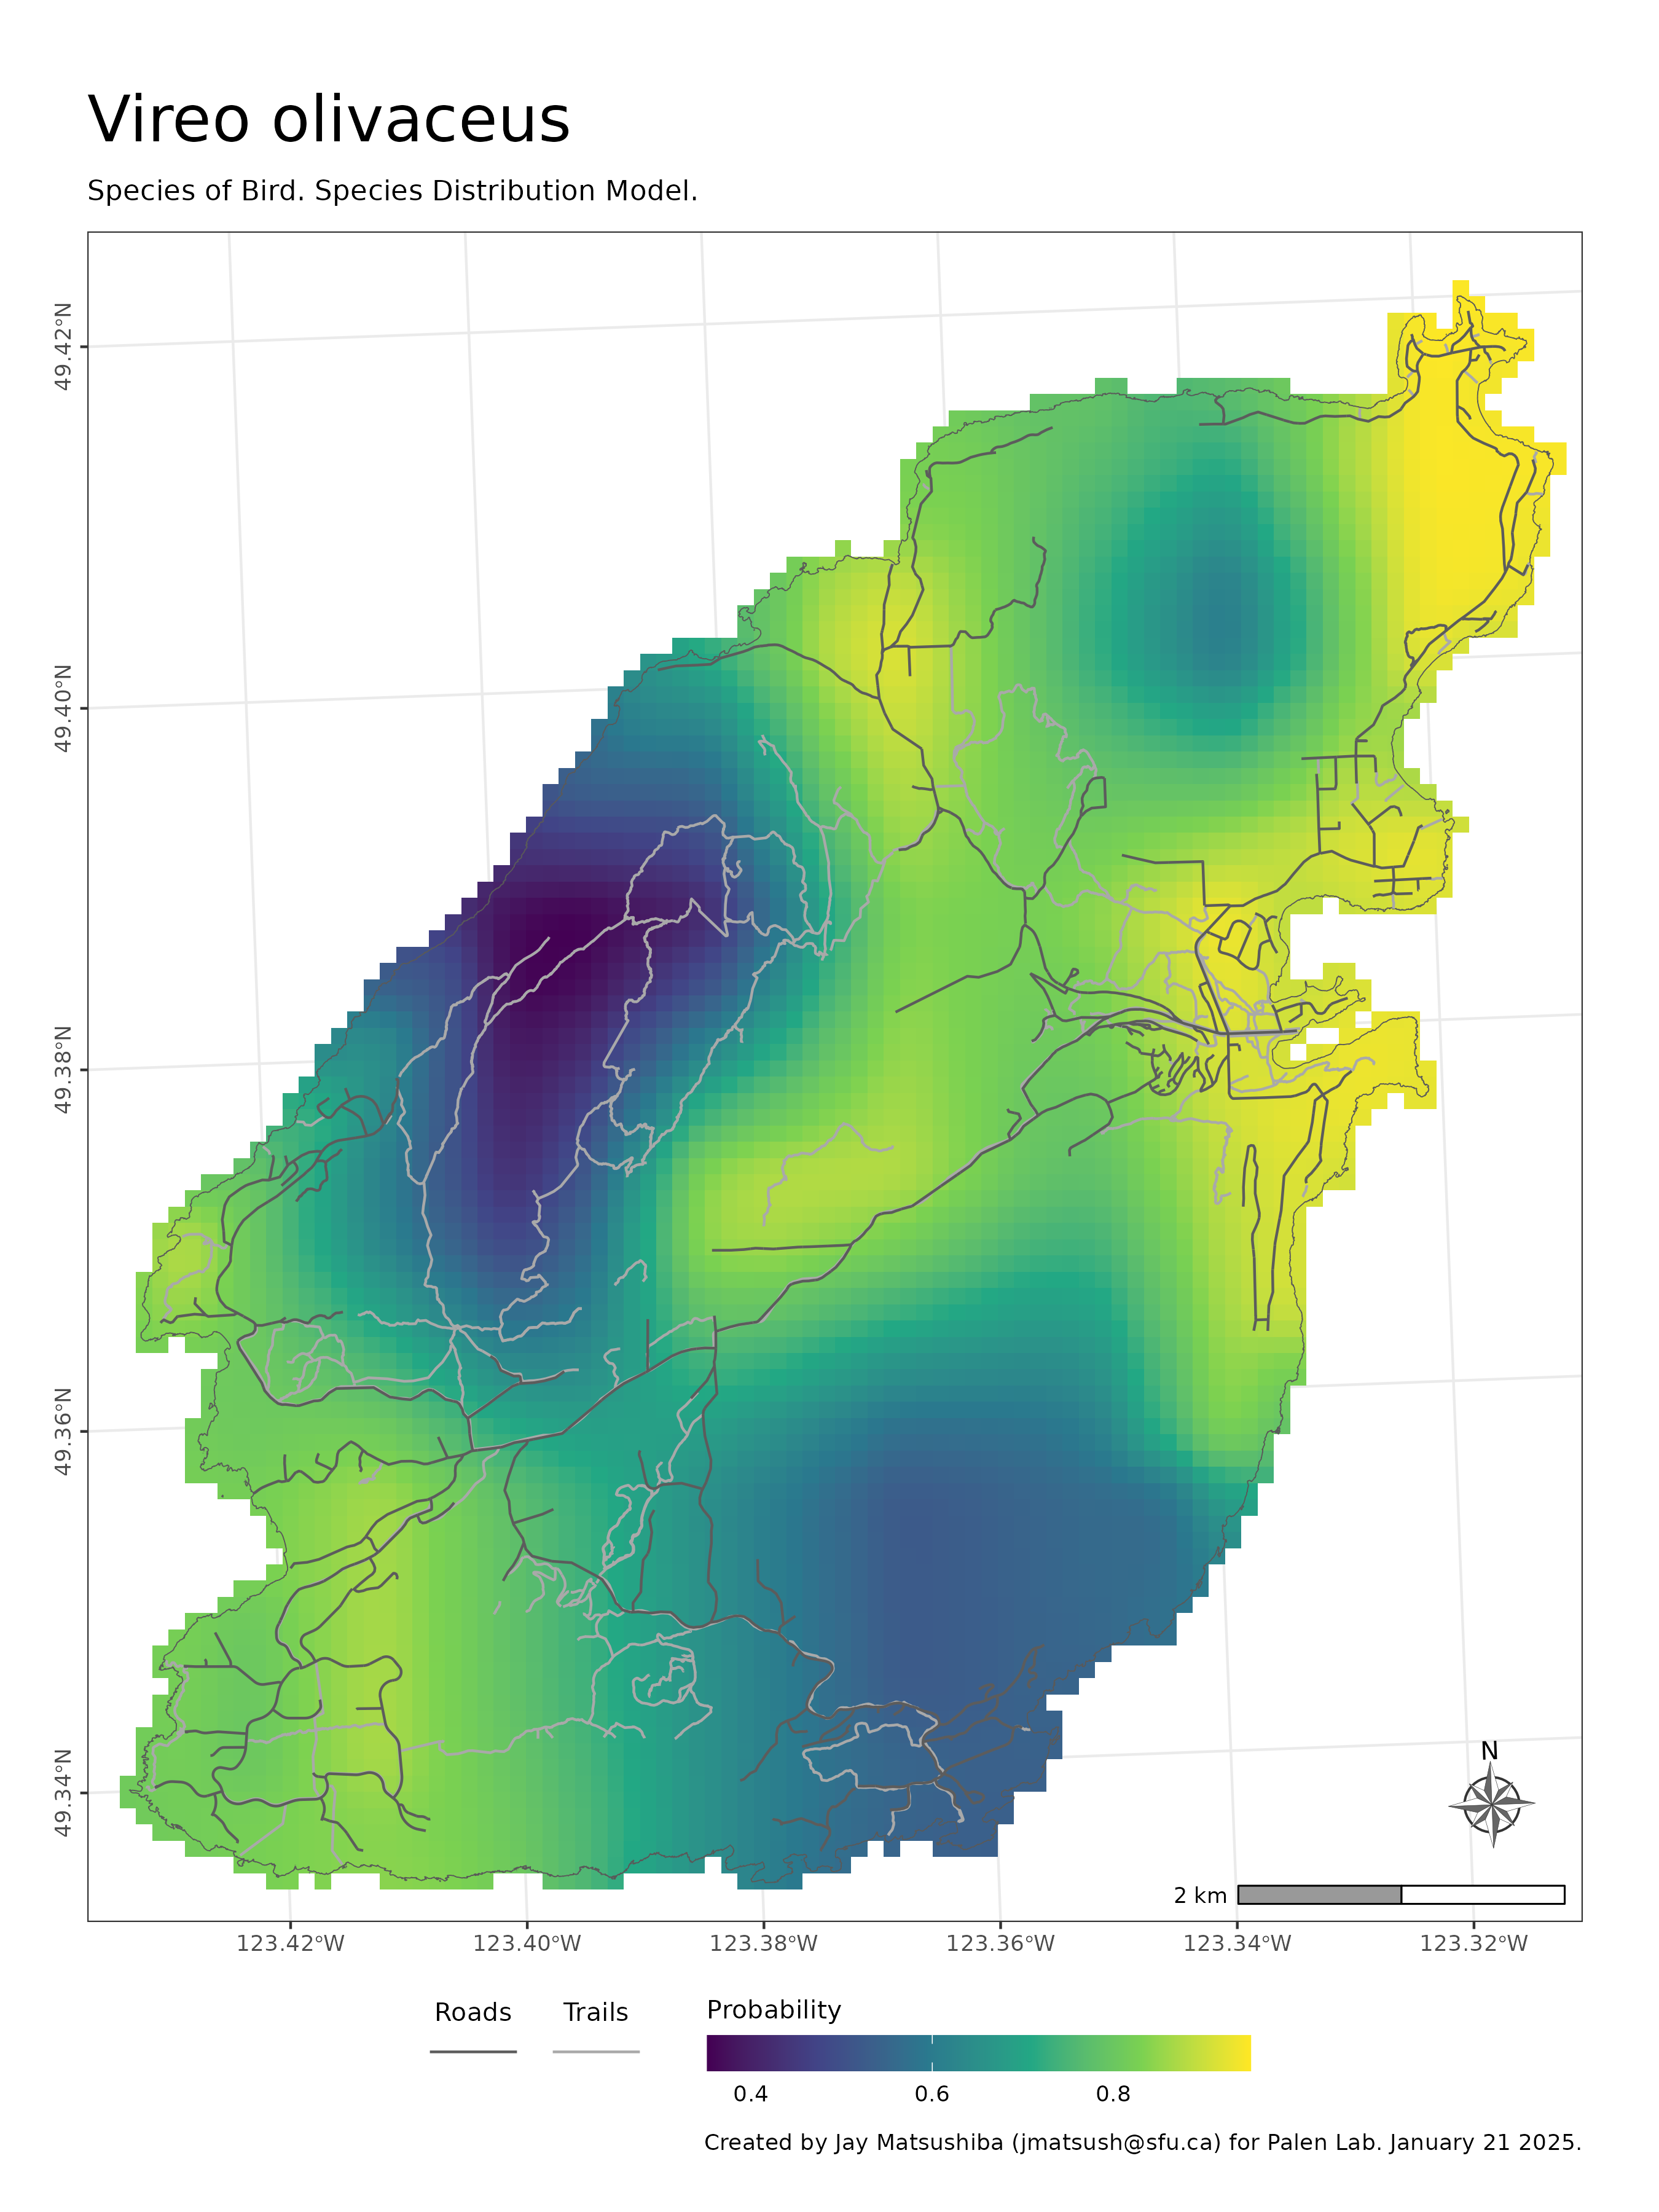 Vireo olivaceus
Species of Bird. Species Distribution Model.
49.42°N
49.40°N
49.38°N
49.36°N
49.34°N
N
2 km
123.42°W 123.40°W 123.38°W 123.36°W 123.34°W 123.32°W
Roads Trails Probability
0.4 0.6 0.8
Created by Jay Matsushiba (jmatsush@sfu.ca) for Palen Lab. January 21 2025.